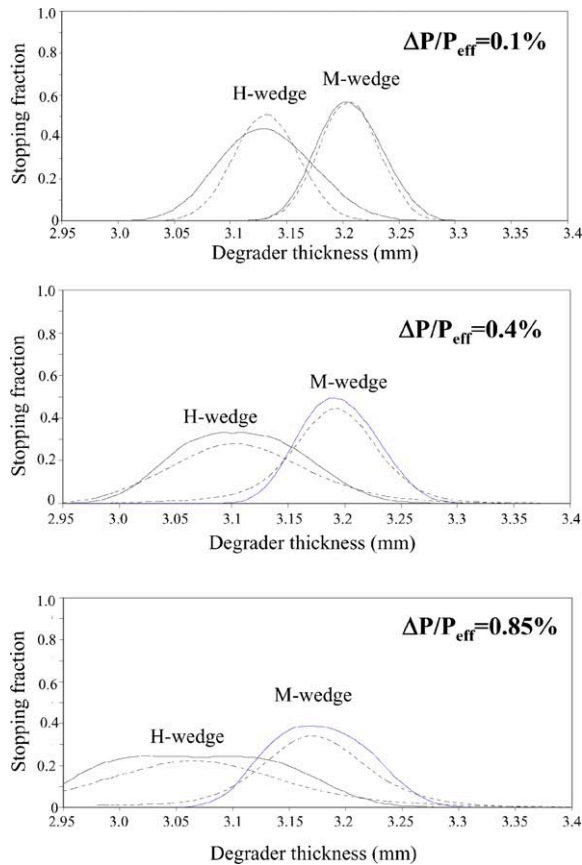 ΔP/Peff=0.1%
1.0
0.8
0.6
0.4
0.2
0
Stopping fraction
H-wedge
M-wedge
2.95 3.0 3.05 3.1 3.15 3.2 3.25 3.3 3.35 3.4
Degrader thickness (mm)
ΔP/Peff=0.4%
1.0
0.8
0.6
0.4
0.2
0
Stopping fraction
H-wedge
M-wedge
2.95 3.0 3.05 3.1 3.15 3.2 3.25 3.3 3.35 3.4
Degrader thickness (mm)
ΔP/Peff=0.85%
1.0
0.8
0.6
0.4
0.2
0
Stopping fraction
H-wedge
M-wedge
2.95 3.0 3.05 3.1 3.15 3.2 3.25 3.3 3.35 3.4
Degrader thickness (mm)